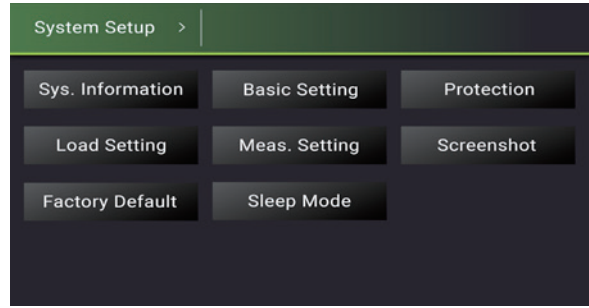 System Setup >
Sys. Information
Basic Setting
Protection
Load Setting
Meas. Setting
Screenshot
Factory Default
Sleep Mode